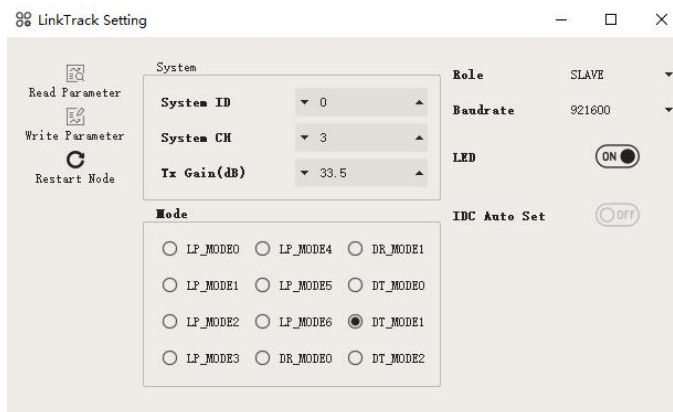 LinkTrack Setting
Read Parameter
Write Parameter
Restart Node
System
System ID 0
System CH 3
Tx Gain(dB) 33.5
Mode
LP_MODE0 LP_MODE4 DR_MODE1
LP_MODE1 LP_MODE5 DT_MODE0
LP_MODE2 LP_MODE6 DT_MODE1
LP_MODE3 DR_MODE0 DT_MODE2
Role SLAVE
Baudrate 921600
LED ON
IDC Auto Set OFF